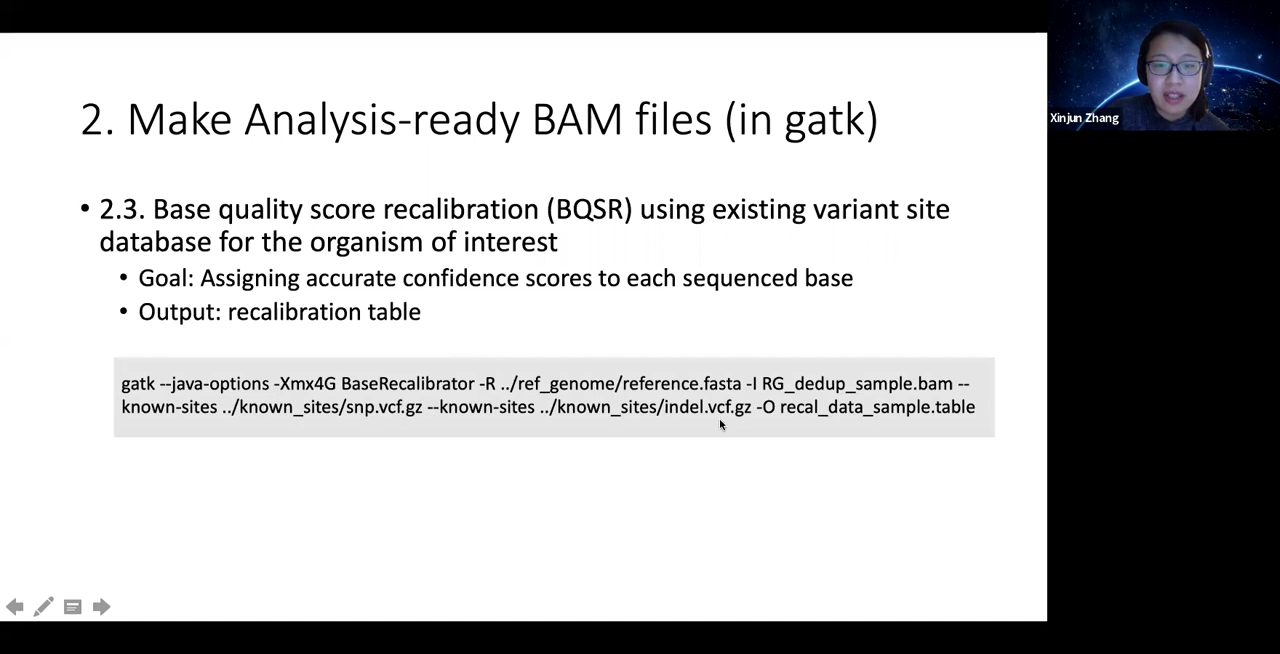 2. Make Analysis-ready BAM files (in gatk)
• 2.3. Base quality score recalibration (BQSR) using existing variant site
database for the organism of interest
• Goal: Assigning accurate confidence scores to each sequenced base
• Output: recalibration table
gatk --java-options -Xmx4G BaseRecalibrator -R ../ref_genome/reference.fasta -I RG_dedup_sample.bam --
known-sites ../known_sites/snp.vcf.gz --known-sites ../known_sites/indel.vcf.gz -O recal_data_sample.table
Xinjun Zhang